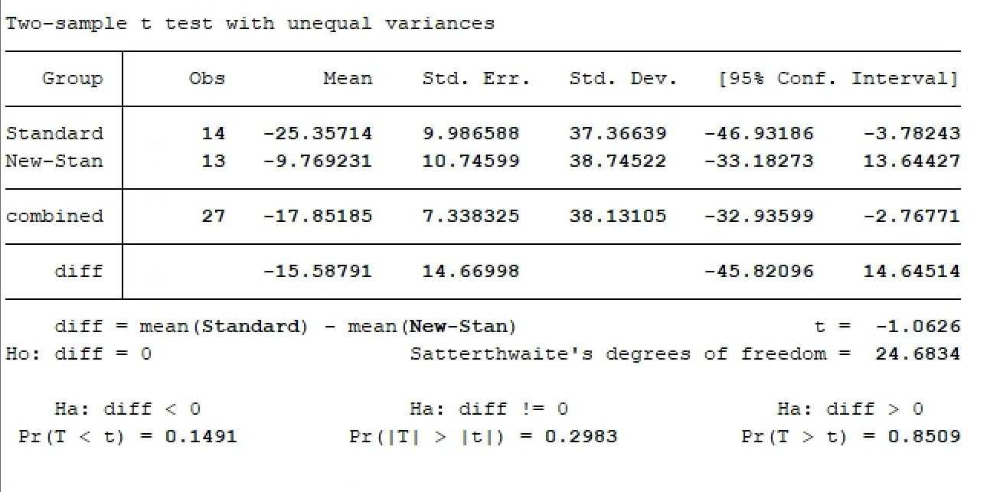 Two-sample t test with unequal variances
Group Obs Mean Std. Err. Std. Dev. [95% Conf. Interval]
Standard 14 -25.35714 9.986588 37.36639 -46.93186 -3.78243
New-Stan 13 -9.769231 10.74599 38.74522 -33.18273 13.64427
combined 27 -17.85185 7.338325 38.13105 -32.93599 -2.76771
diff -15.58791 14.66998 -45.82096 14.64514
diff = mean(Standard) - mean(New-Stan) t = -1.0626
Ho: diff = 0 Satterthwaite's degrees of freedom = 24.6834
Ha: diff < 0 Ha: diff != 0 Ha: diff > 0
Pr(T < t) = 0.1491 Pr(|T| > |t|) = 0.2983 Pr(T > t) = 0.8509